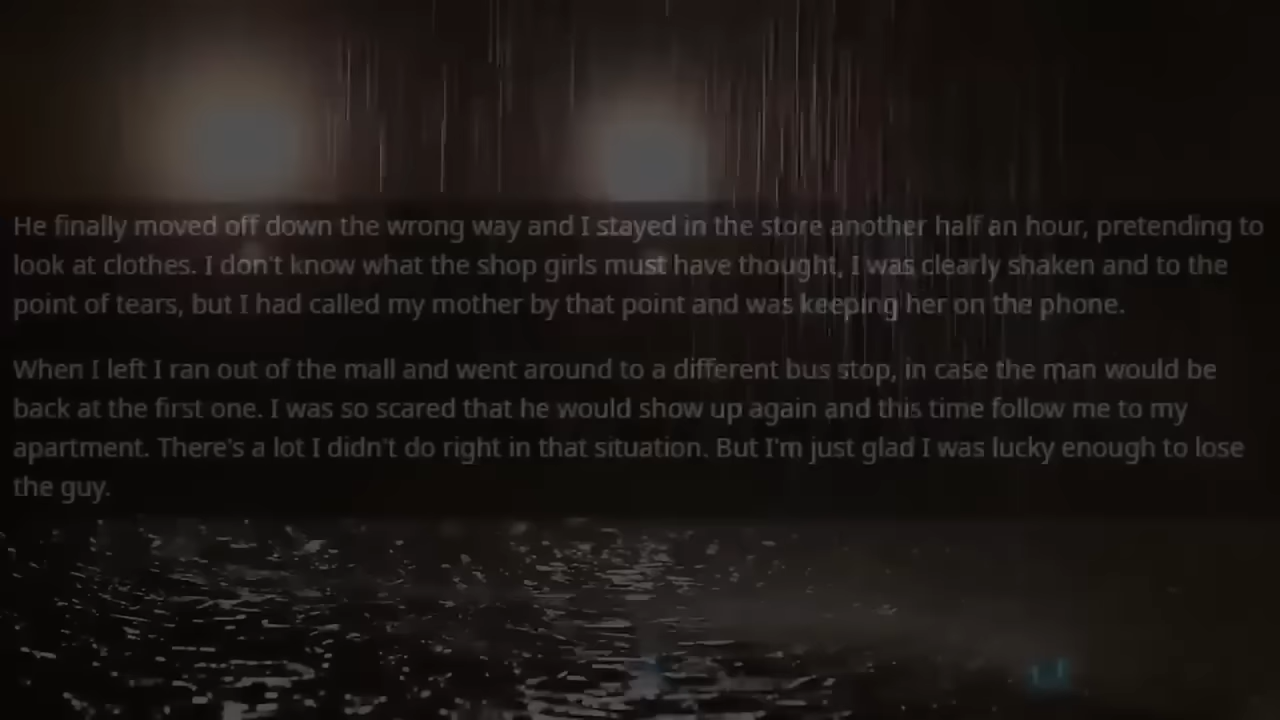 He finally moved off down the wrong way and I stayed in the store another half an hour, pretending to
look at clothes. I don't know what the shop girls must have thought, I was clearly shaken and to the
point of tears, but I had called my mother by that point and was keeping her on the phone.
When I left I ran out of the mall and went around to a different bus stop, in case the man would be
back at the first one. I was so scared that he would show up again and this time follow me to my
apartment. There's a lot I didn't do right in that situation. But I'm just glad I was lucky enough to lose
the guy.